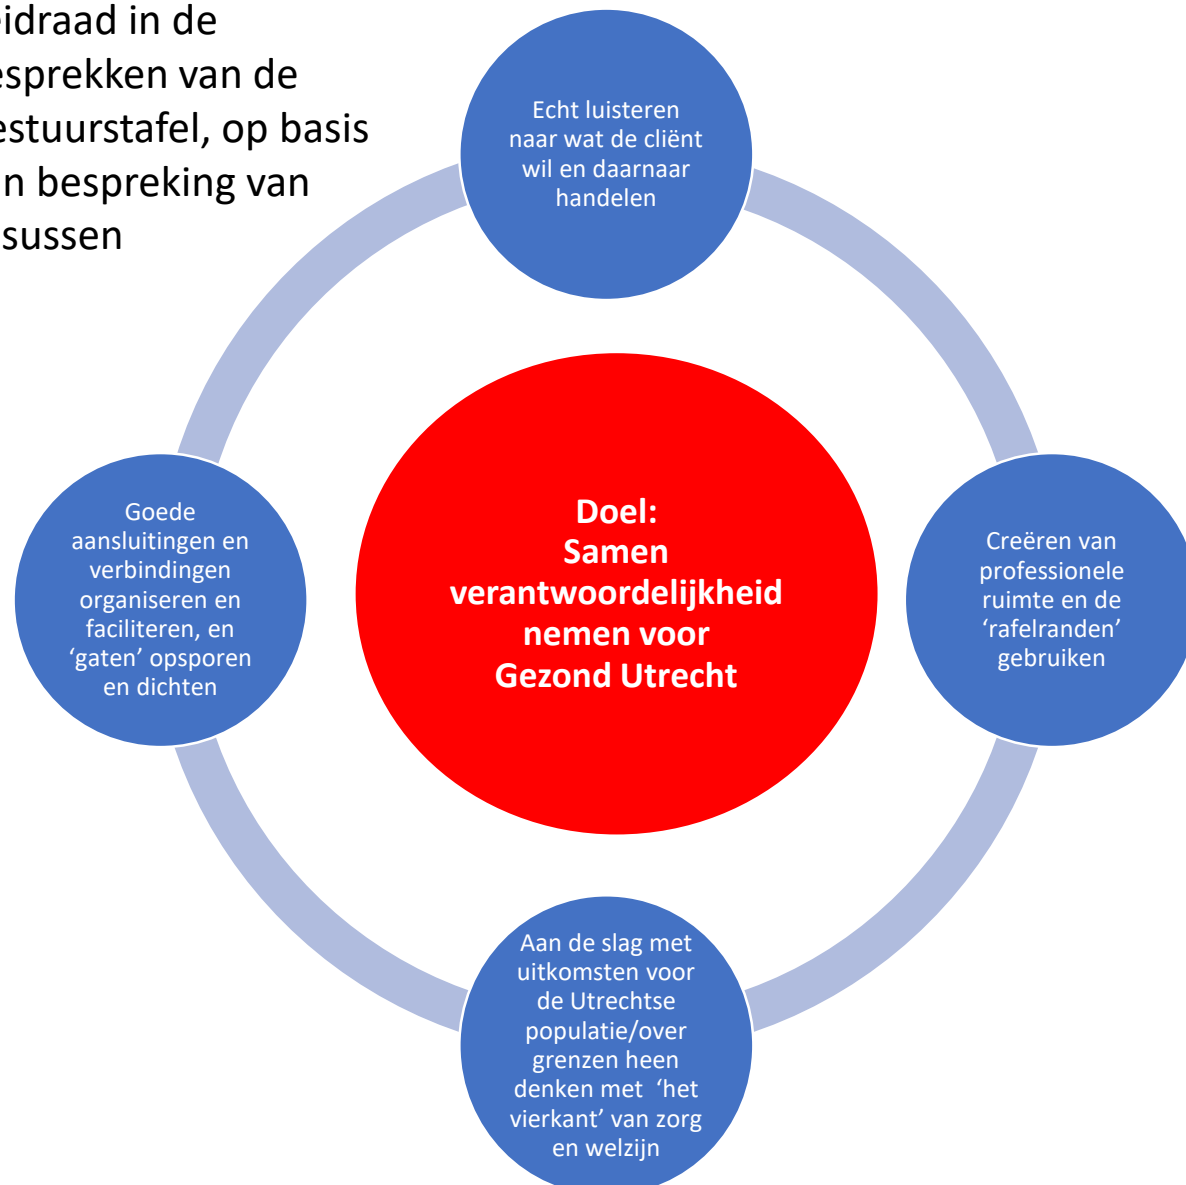 eidraad in de
esprekken van de
estuurstafel, op basis
n bespreking van
sussen
Echt luisteren
naar wat de cliënt
wil en daarnaar
handelen
Goede
aansluitingen en
verbindingen
organiseren en
faciliteren, en
‘gaten’ opsporen
en dichten
Doel:
Samen
verantwoordelijkheid
nemen voor
Gezond Utrecht
Creëren van
professionele
ruimte en de
‘rafelranden’
gebruiken
Aan de slag met
uitkomsten voor
de Utrechtse
populatie/over
grenzen heen
denken met ‘het
vierkant’ van zorg
en welzijn